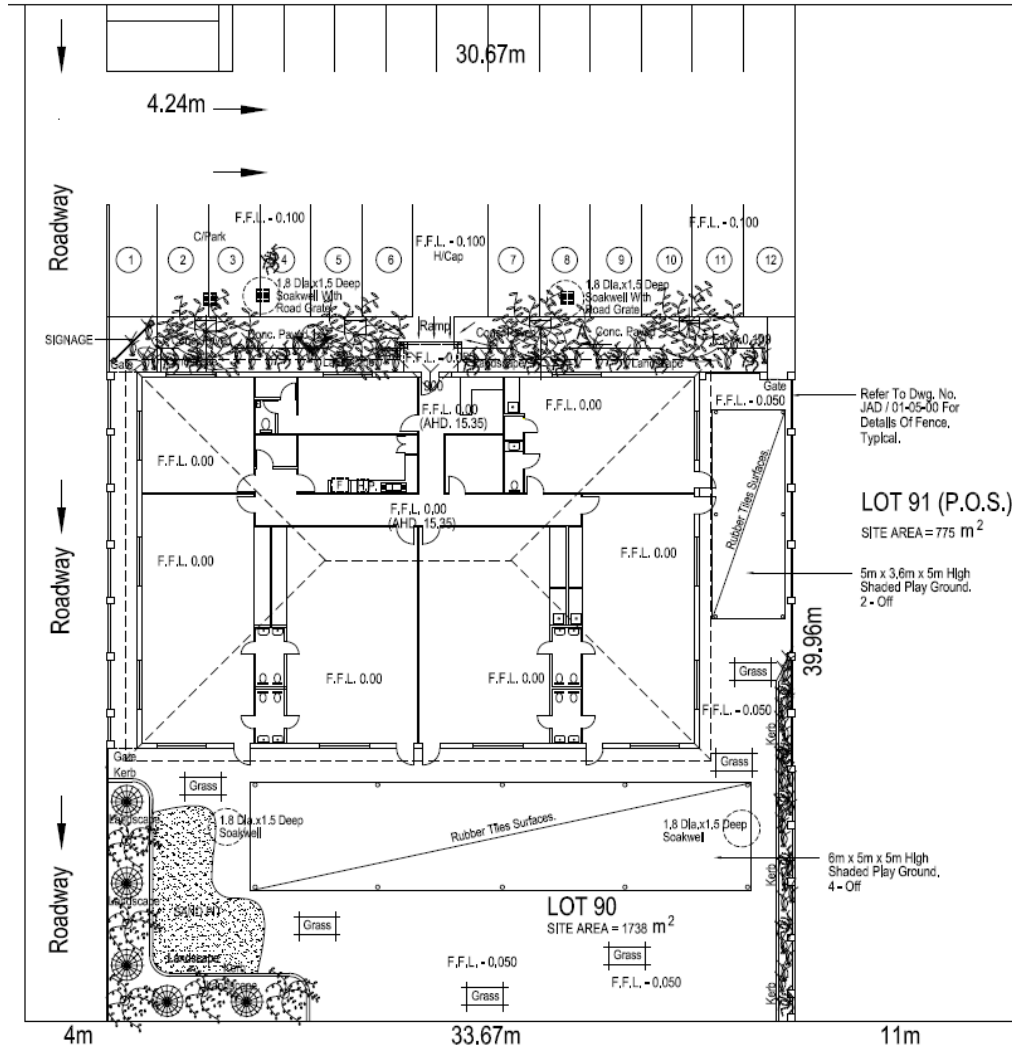 30.67m
4.24m
Roadway
F.F.L. - 0.100
C/Park
F.F.L. - 0.100
F.F.L. - 0.100
H/Cap
1
2
3
4
5
6
7
8
9
10
11
12
1.8 Dia.x1.5 Deep
Soakwell With
Road Grate
1.8 Dia.x1.5 Deep
Soakwell With
Road Grate
SIGNAGE
Ramp
Conc.
Conc.
Landscape
Gate
900
Gate
F.F.L. - 0.050
F.F.L. 0.00
(AHD. 15.35)
F.F.L. 0.00
Refer To Dwg. No.
JAD / 01-05-00 For
Details Of Fence.
Typical.
F.F.L. 0.00
F
P.
F.F.L. 0.00
(AHD. 15.35)
Rubber Tiles Surfaces.
LOT 91 (P.O.S.)
SITE AREA = 775 m²
Roadway
F.F.L. 0.00
F.F.L. 0.00
5m x 3.6m x 5m High
Shaded Play Ground.
2 - Off
39.96m
F.F.L. 0.00
F.F.L. 0.00
Grass
F.F.L. - 0.050
Kerb
Gate
Kerb
Grass
Grass
Landscape
1.8 Dia.x1.5 Deep
Soakwell
Rubber Tiles Surfaces.
1.8 Dia.x1.5 Deep
Soakwell
6m x 5m x 5m High
Shaded Play Ground.
4 - Off
Kerb
Roadway
Landscape
SAND PIT
LOT 90
SITE AREA = 1738 m²
Grass
Landscape
Kerb
F.F.L. - 0.050
Grass
F.F.L. - 0.050
Landscape
Grass
Kerb
4m
33.67m
11m